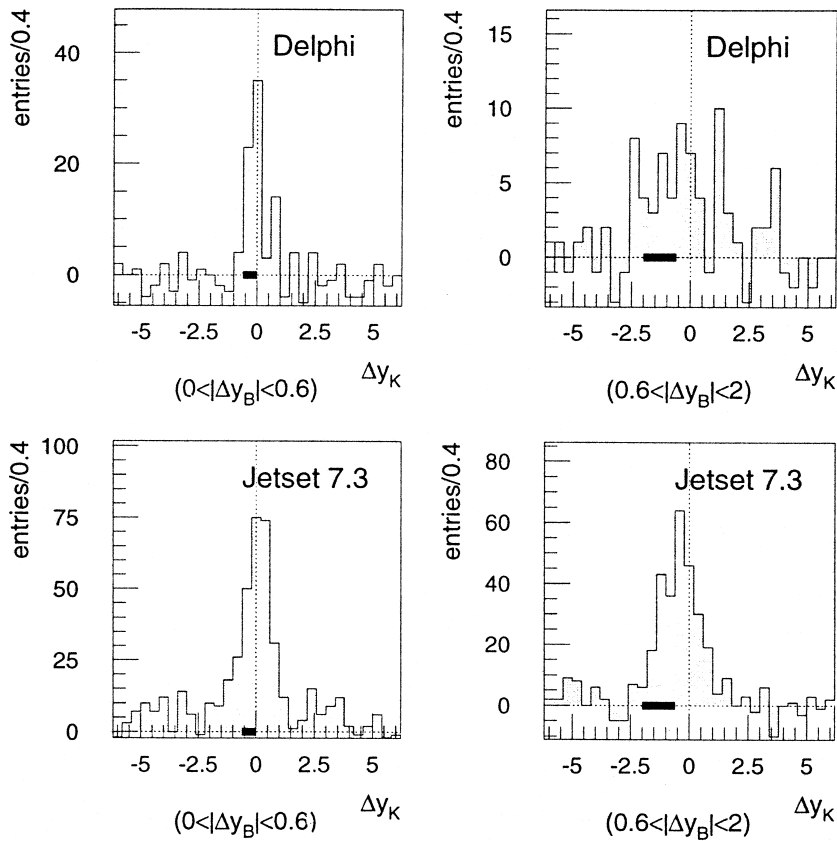 entries/0.4
40
20
0
Delphi
-5 -2.5 0 2.5 5
Δy_K
(0<|Δy_B|<0.6)
entries/0.4
15
10
5
0
Delphi
-5 -2.5 0 2.5 5
Δy_K
(0.6<|Δy_B|<2)
entries/0.4
100
75
50
25
0
Jetset 7.3
-5 -2.5 0 2.5 5
Δy_K
(0<|Δy_B|<0.6)
entries/0.4
80
60
40
20
0
Jetset 7.3
-5 -2.5 0 2.5 5
Δy_K
(0.6<|Δy_B|<2)